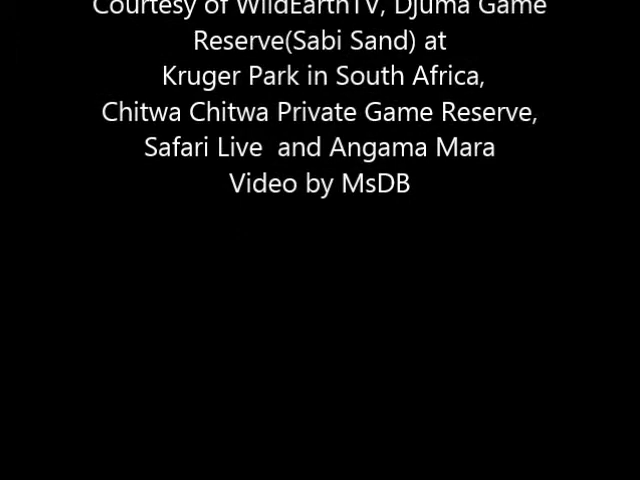 Courtesy of WildEarthTV, Djuma Game
Reserve(Sabi Sand) at
Kruger Park in South Africa,
Chitwa Chitwa Private Game Reserve,
Safari Live  and Angama Mara
Video by MsDB